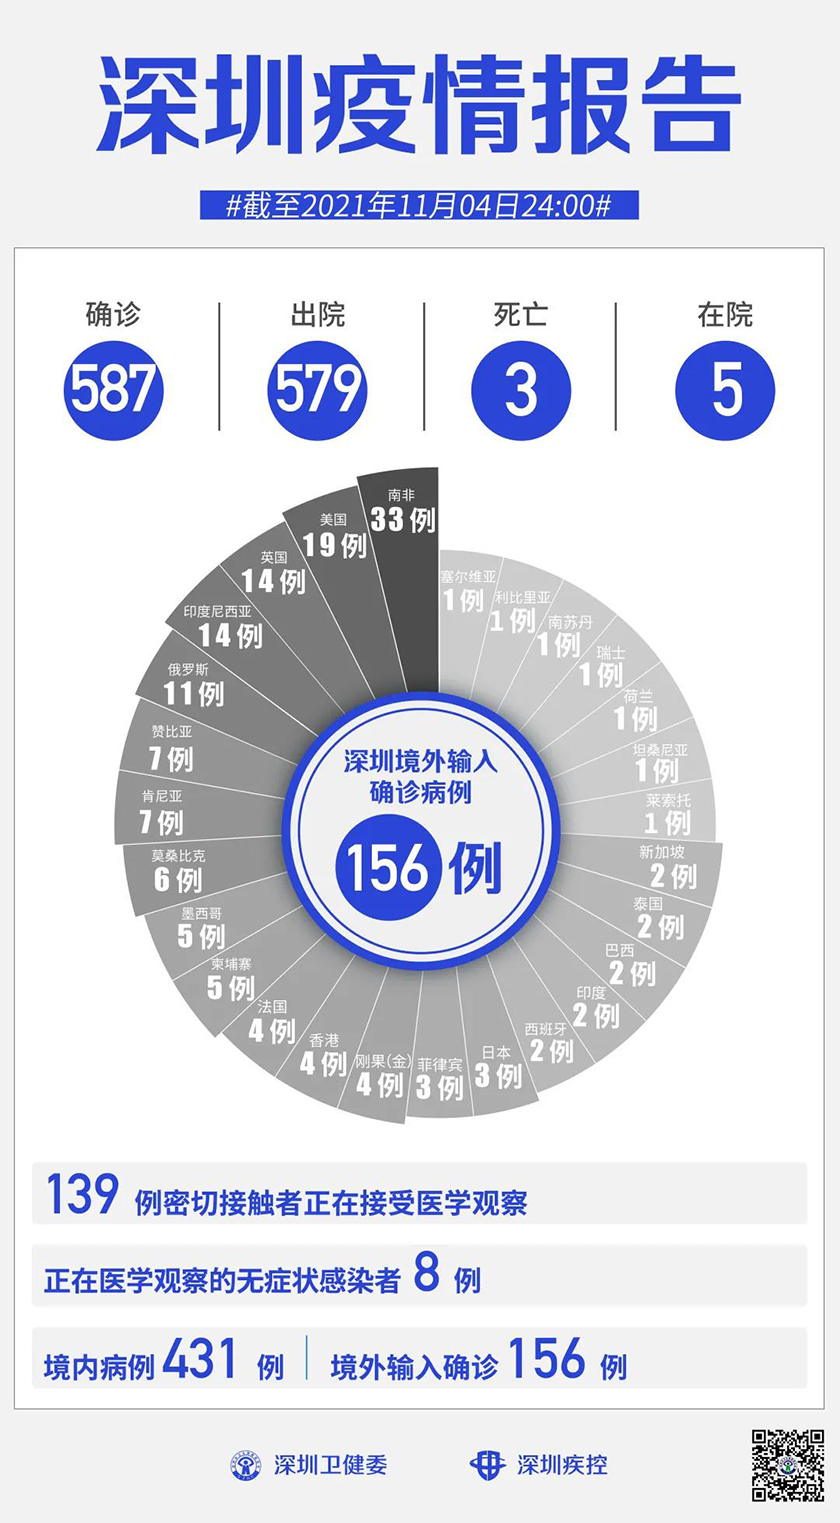 深圳疫情报告
#截至2021年11月04日24:00#
确诊
587
出院
579
死亡
3
在院
5
南非
33例
美国
19例
英国
14例
印度尼西亚
14例
俄罗斯
11例
赞比亚
7例
肯尼亚
7例
莫桑比克
6例
墨西哥
5例
柬埔寨
5例
法国
4例
香港
4例
刚果(金)
4例
菲律宾
3例
日本
3例
西班牙
2例
印度
2例
巴西
2例
泰国
2例
新加坡
2例
莱索托
1例
坦桑尼亚
1例
荷兰
1例
瑞士
1例
南苏丹
1例
利比里亚
1例
塞尔维亚
1例
深圳境外输入
确诊病例
156例
139 例密切接触者正在接受医学观察
正在医学观察的无症状感染者 8 例
境内病例 431 例 境外输入确诊 156 例
深圳卫健委 深圳疾控